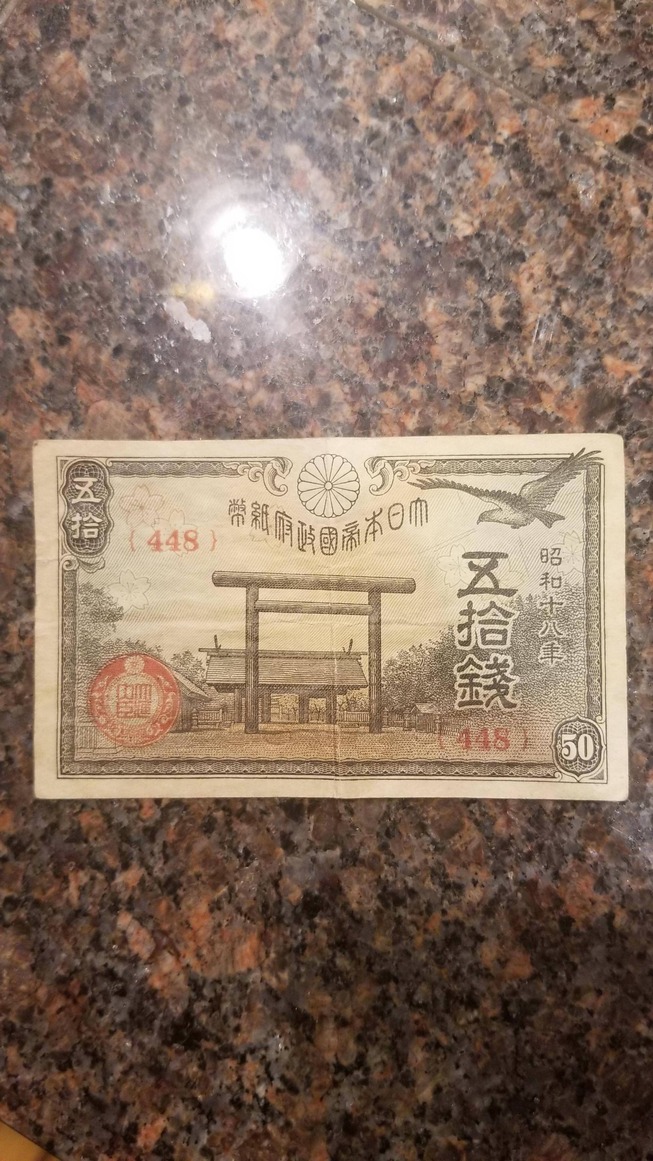 五拾
{ 448 }
大日本帝國政府紙幣
昭和十八年
五拾錢
{ 448 }
50